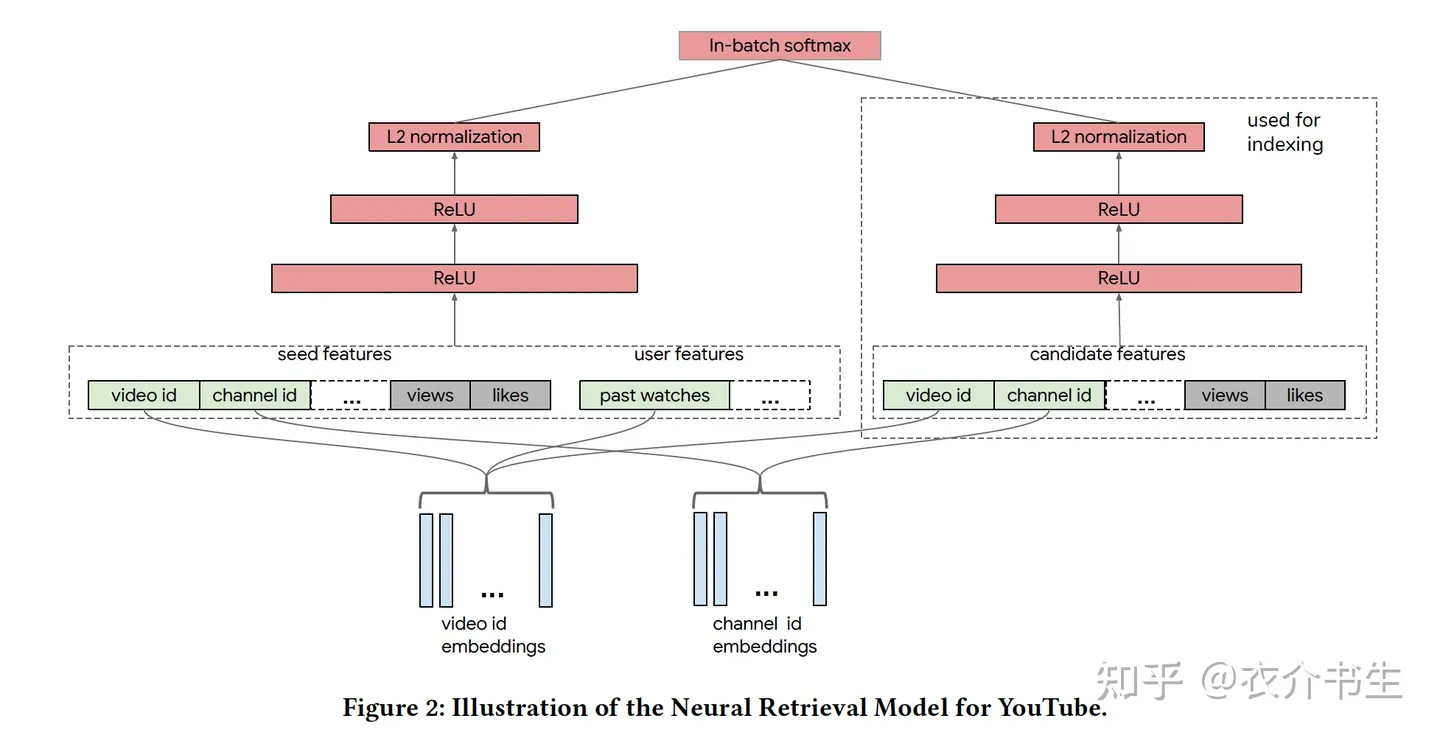 In-batch softmax
used for
indexing
L2 normalization
L2 normalization
ReLU
ReLU
ReLU
ReLU
seed features
user features
candidate features
video id channel id ... views likes
past watches ...
video id channel id ... views likes
...
...
video id
embeddings
channel id
embeddings
知乎 @衣介书生
Figure 2: Illustration of the Neural Retrieval Model for YouTube.